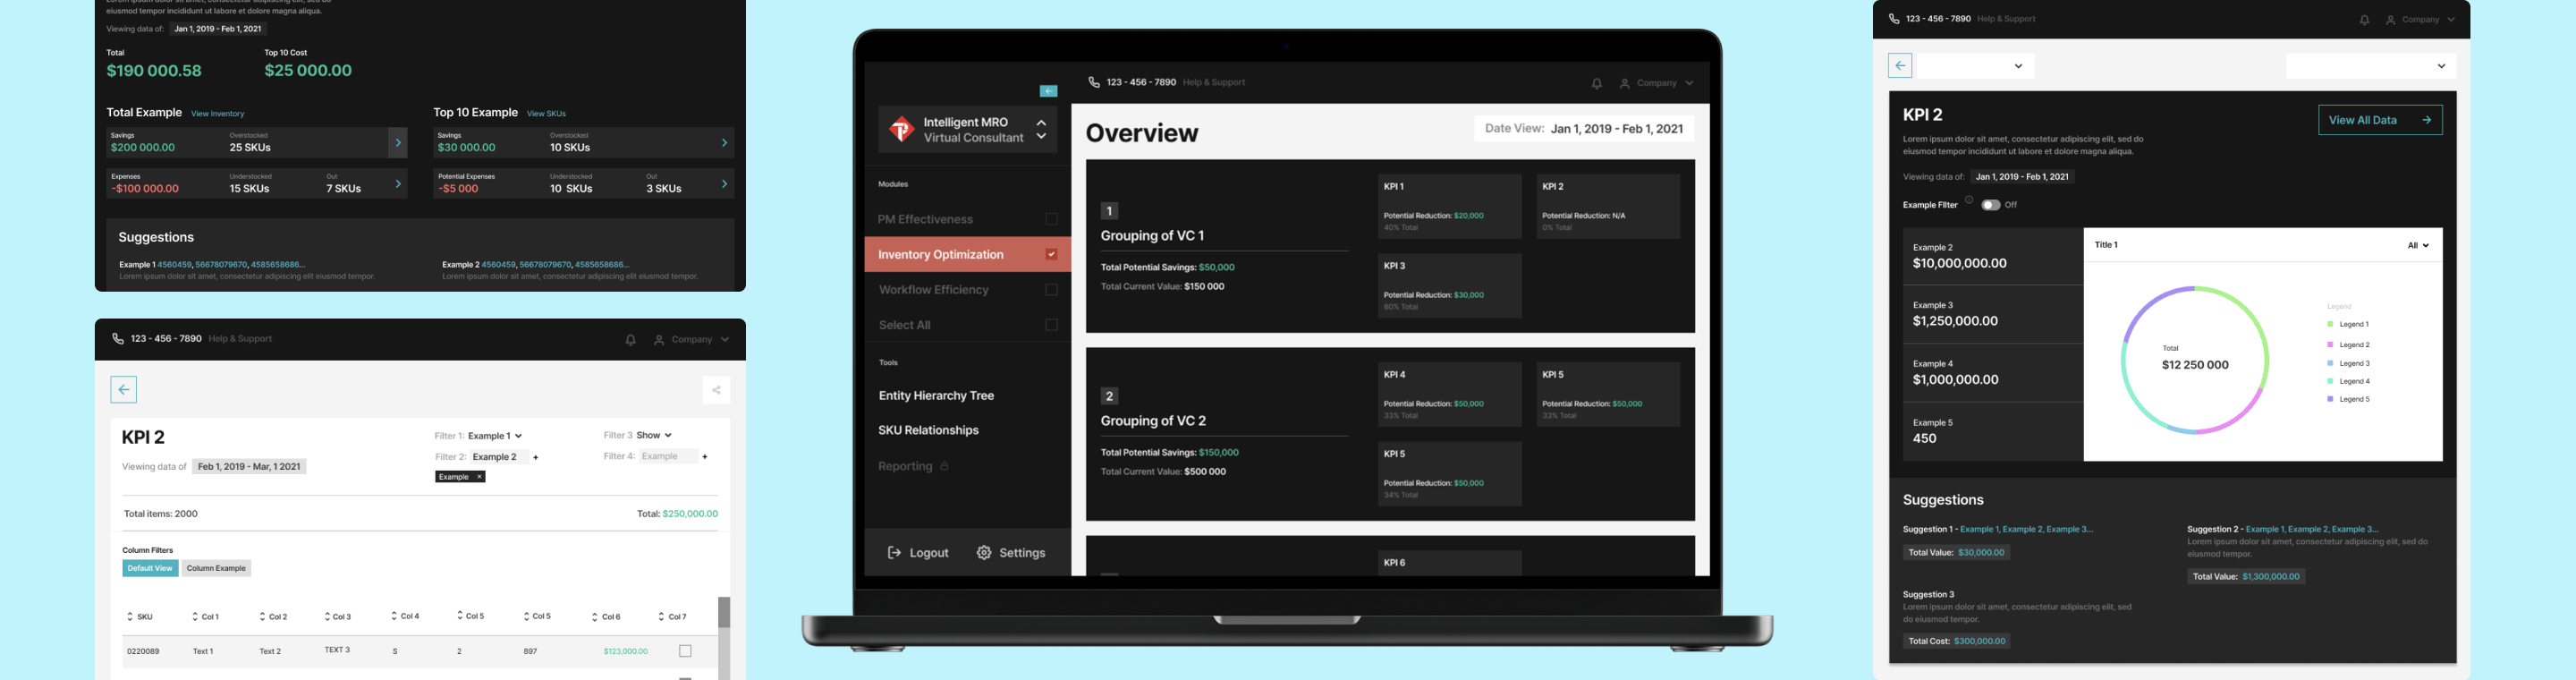 eiusmod tempor incididunt ut labore et dolore magna aliqua.
Viewing data of: Jan 1, 2019 - Feb 1, 2021
Total Top 10 Cost
$190 000.58 $25 000.00
Total Example View Inventory
Savings Overstocked
$200 000.00 25 SKUs
Expenses Understocked Out
-$100 000.00 15 SKUs 7 SKUs
Top 10 Example View SKUs
Savings Overstocked
$30 000.00 10 SKUs
Potential Expenses Understocked Out
-$5 000 10 SKUs 3 SKUs
Suggestions
Example 1 4560459, 56678079670, 4585658686...
Lorem ipsum dolor sit amet, consectetur adipiscing elit eiusmod tempor.
Example 2 4560459, 56678079670, 4585658686...
Lorem ipsum dolor sit amet, consectetur adipiscing elit eiusmod tempor.
123 - 456 - 7890 Help & Support Company
KPI 2
Viewing data of Feb 1, 2019 - Mar, 1 2021
Filter 1: Example 1 Filter 3 Show
Filter 2: Example 2 + Filter 4: Example +
Example ×
Total items: 2000 Total: $250,000.00
Column Filters
Default View Column Example
SKU Col 1 Col 2 Col 3 Col 4 Col 5 Col 5 Col 6 Col 7
0220089 Text 1 Text 2 TEXT 3 S 2 897 $123,000.00
123 - 456 - 7890 Help & Support Company
Intelligent MRO
Virtual Consultant
Modules
PM Effectiveness
Inventory Optimization
Workflow Efficiency
Select All
Tools
Entity Hierarchy Tree
SKU Relationships
Reporting
Logout Settings
Overview
Date View: Jan 1, 2019 - Feb 1, 2021
1
Grouping of VC 1
Total Potential Savings: $50,000
Total Current Value: $150 000
KPI 1
Potential Reduction: $20,000
40% Total
KPI 2
Potential Reduction: N/A
0% Total
KPI 3
Potential Reduction: $30,000
60% Total
2
Grouping of VC 2
Total Potential Savings: $150,000
Total Current Value: $500 000
KPI 4
Potential Reduction: $50,000
33% Total
KPI 5
Potential Reduction: $50,000
33% Total
KPI 5
Potential Reduction: $50,000
34% Total
KPI 6
123 - 456 - 7890 Help & Support Company
KPI 2
View All Data
Lorem ipsum dolor sit amet, consectetur adipiscing elit, sed do
eiusmod tempor incididunt ut labore et dolore magna aliqua.
Viewing data of: Jan 1, 2019 - Feb 1, 2021
Example Filter Off
Example 2
$10,000,000.00
Example 3
$1,250,000.00
Example 4
$1,000,000.00
Example 5
450
Title 1 All
Total
$12 250 000
Legend
Legend 1
Legend 2
Legend 3
Legend 4
Legend 5
Suggestions
Suggestion 1 - Example 1, Example 2, Example 3...
Total Value: $30,000.00
Suggestion 2 - Example 1, Example 2, Example 3...
Lorem ipsum dolor sit amet, consectetur adipiscing elit, sed do
eiusmod tempor.
Total Value: $1,300,000.00
Suggestion 3
Lorem ipsum dolor sit amet, consectetur adipiscing elit, sed
do eiusmod tempor.
Total Cost: $300,000.00